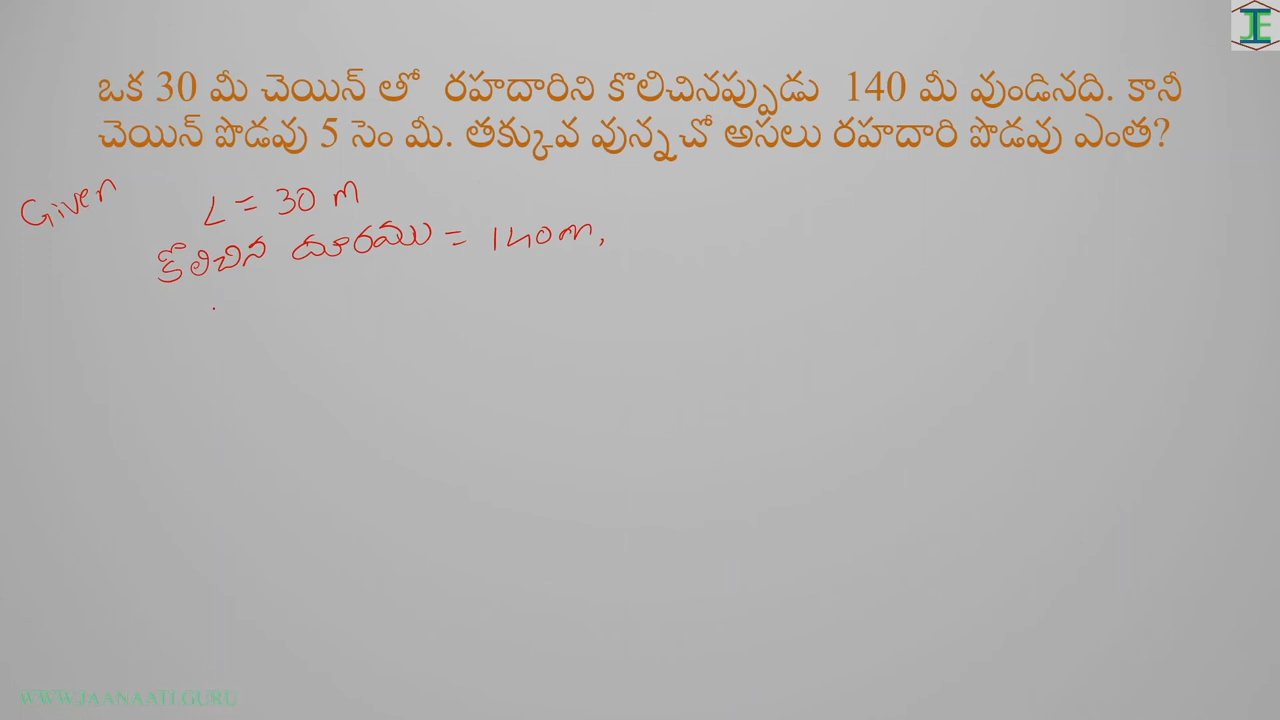 ఒక 30 మీ చెయిన్ తో రహదారిని కొలిచినప్పుడు 140 మీ వుండినది. కానీ
చెయిన్ పొడవు 5 సెం మీ. తక్కువ వున్నచో అసలు రహదారి పొడవు ఎంత?
Given L = 30 m
కోలిచిన దూరము = 140m,
WWW.JAANAATI.GURU